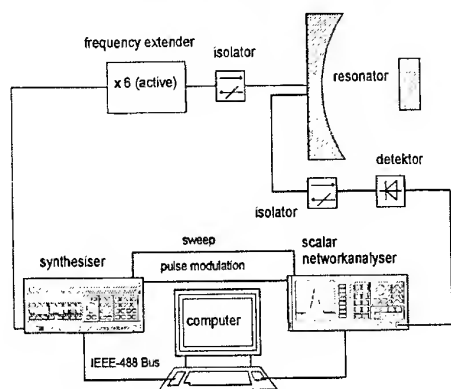 frequency extender
isolator
x 6 (active)
resonator
detektor
isolator
sweep
scalar
networkanalyser
synthesiser
pulse modulation
computer
IEEE-488 Bus